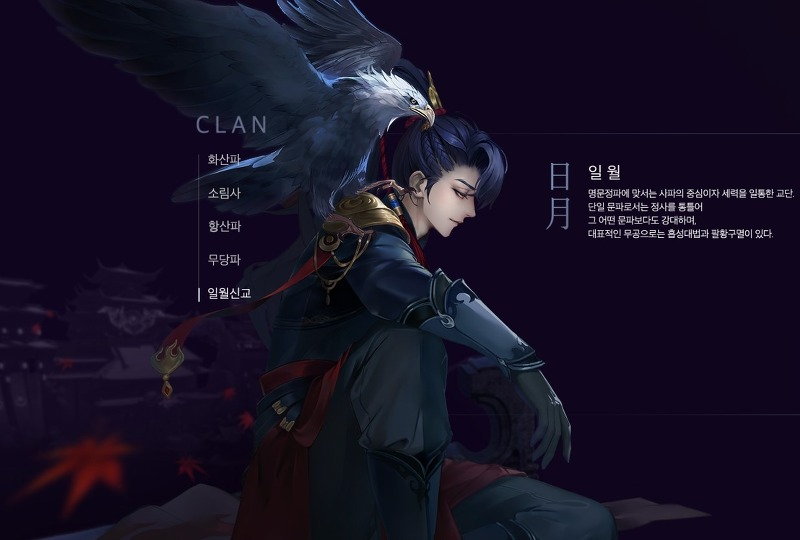 CLAN
화산파
소림사
항산파
무당파
일월신교
日月
일 월
명문정파에 맞서는 사파의 중심이자 세력을 일통한 교단.
단일 문파로서는 정사를 통틀어
그 어떤 문파보다도 강대하며,
대표적인 무공으로는 흡성대법과 팔황구멸이 있다.